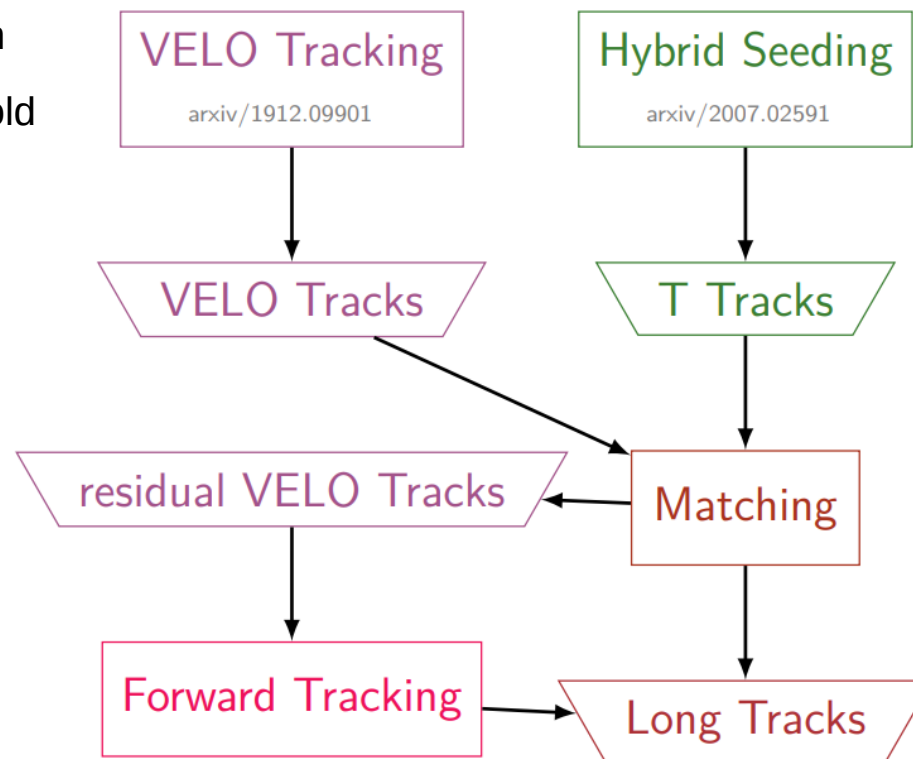 VELO Tracking
arxiv/1912.09901
Hybrid Seeding
arxiv/2007.02591
VELO Tracks
T Tracks
residual VELO Tracks
Matching
Forward Tracking
Long Tracks